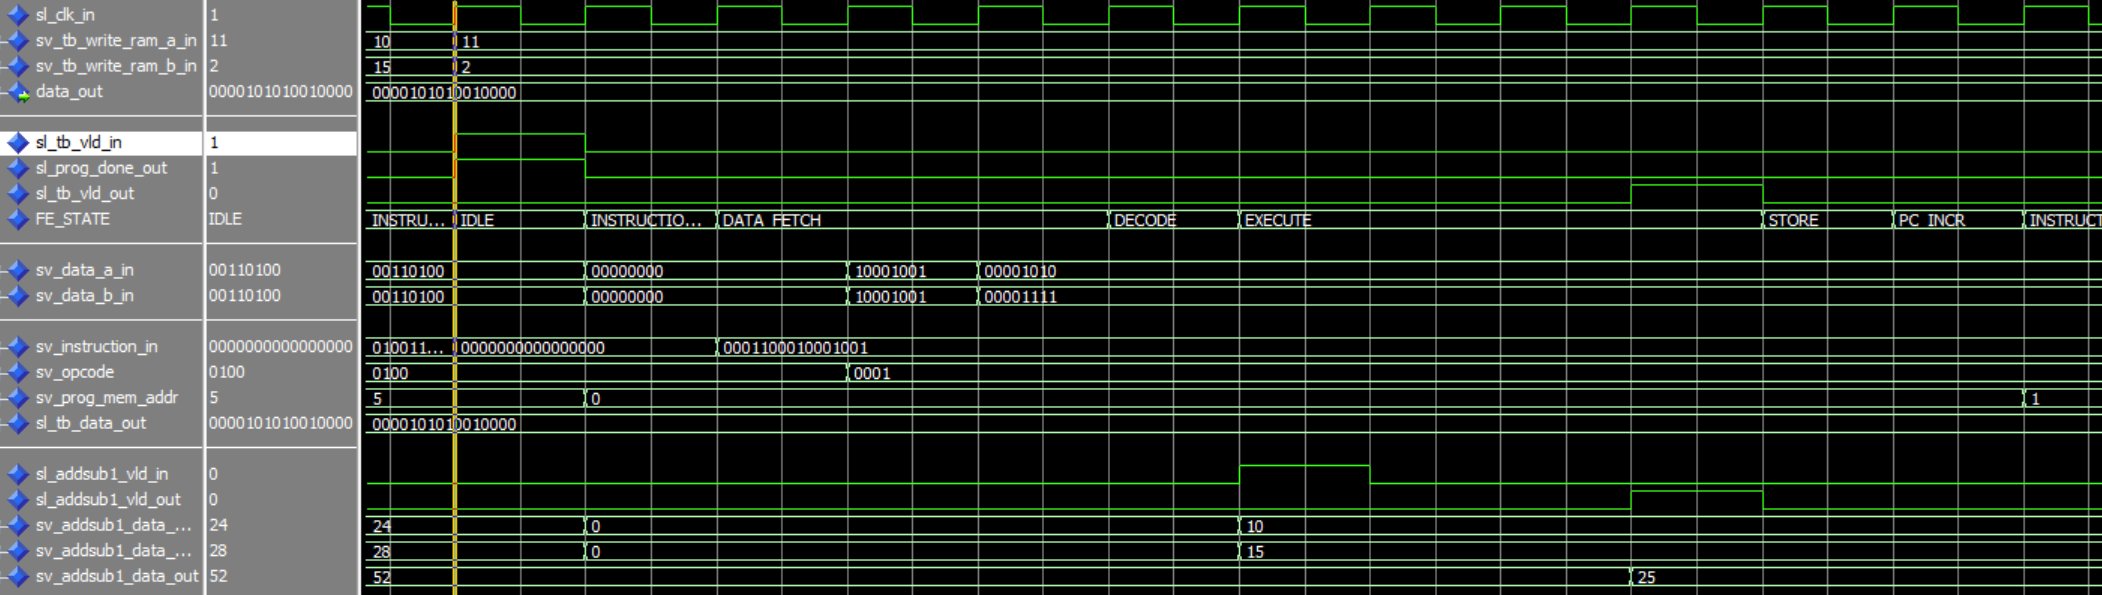 sl_clk_in 1
sv_tb_write_ram_a_in 11 10 11
sv_tb_write_ram_b_in 2 15 2
data_out 0000101010010000 0000101010010000
sl_tb_vld_in 1
sl_prog_done_out 1
sl_tb_vld_out 0
FE_STATE IDLE INSTRU... IDLE INSTRUCTIO... DATA_FETCH DECODE EXECUTE STORE PC_INCR INSTRUCT
sv_data_a_in 00110100 00110100 00000000 10001001 00001010
sv_data_b_in 00110100 00110100 00000000 10001001 00001111
sv_instruction_in 0000000000000000 010011... 0000000000000000 0001100010001001
sv_opcode 0100 0100 0001
sv_prog_mem_addr 5 5 0 1
sl_tb_data_out 0000101010010000 0000101010010000
sl_addsub1_vld_in 0
sl_addsub1_vld_out 0
sv_addsub1_data_... 24 24 0 10
sv_addsub1_data_... 28 28 0 15
sv_addsub1_data_out 52 52 25